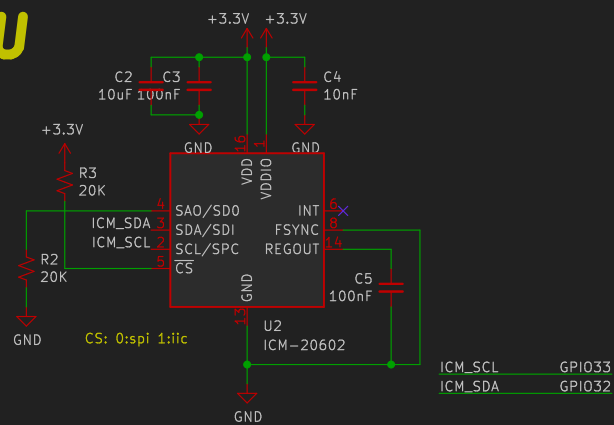 U
+3.3V +3.3V
C2 C3
10uF 100nF
C4
10nF
GND GND
+3.3V
R3
20K
16 1
VDD VDDIO
4 SAO/SD0
ICM_SDA 3 SDA/SDI
ICM_SCL 2 SCL/SPC
5 CS
INT 6
FSYNC 8
REGOUT 14
GND
13
R2
20K
GND
C5
100nF
U2
ICM-20602
CS: 0:spi 1:iic
GND
ICM_SCL GPIO33
ICM_SDA GPIO32